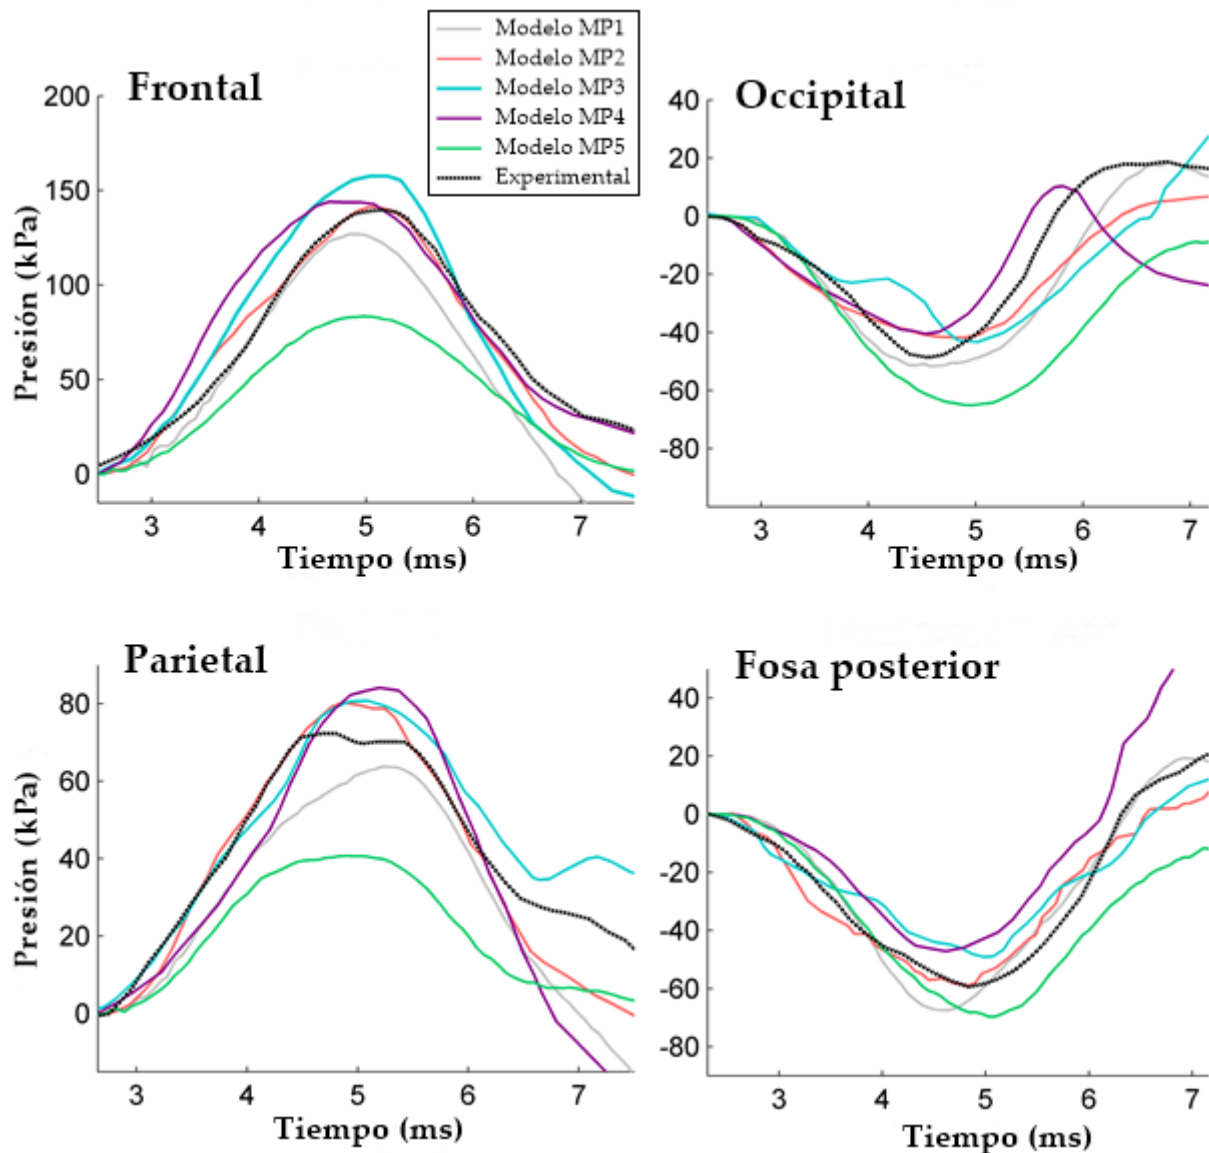 Modelo MP1
Modelo MP2
Modelo MP3
Modelo MP4
Modelo MP5
Experimental
Frontal
200
150
100
50
0
Presión (kPa)
3 4 5 6 7
Tiempo (ms)
Occipital
40
20
0
-20
-40
-60
-80
3 4 5 6 7
Tiempo (ms)
Parietal
80
60
40
20
0
Presión (kPa)
3 4 5 6 7
Tiempo (ms)
Fosa posterior
40
20
0
-20
-40
-60
-80
3 4 5 6 7
Tiempo (ms)